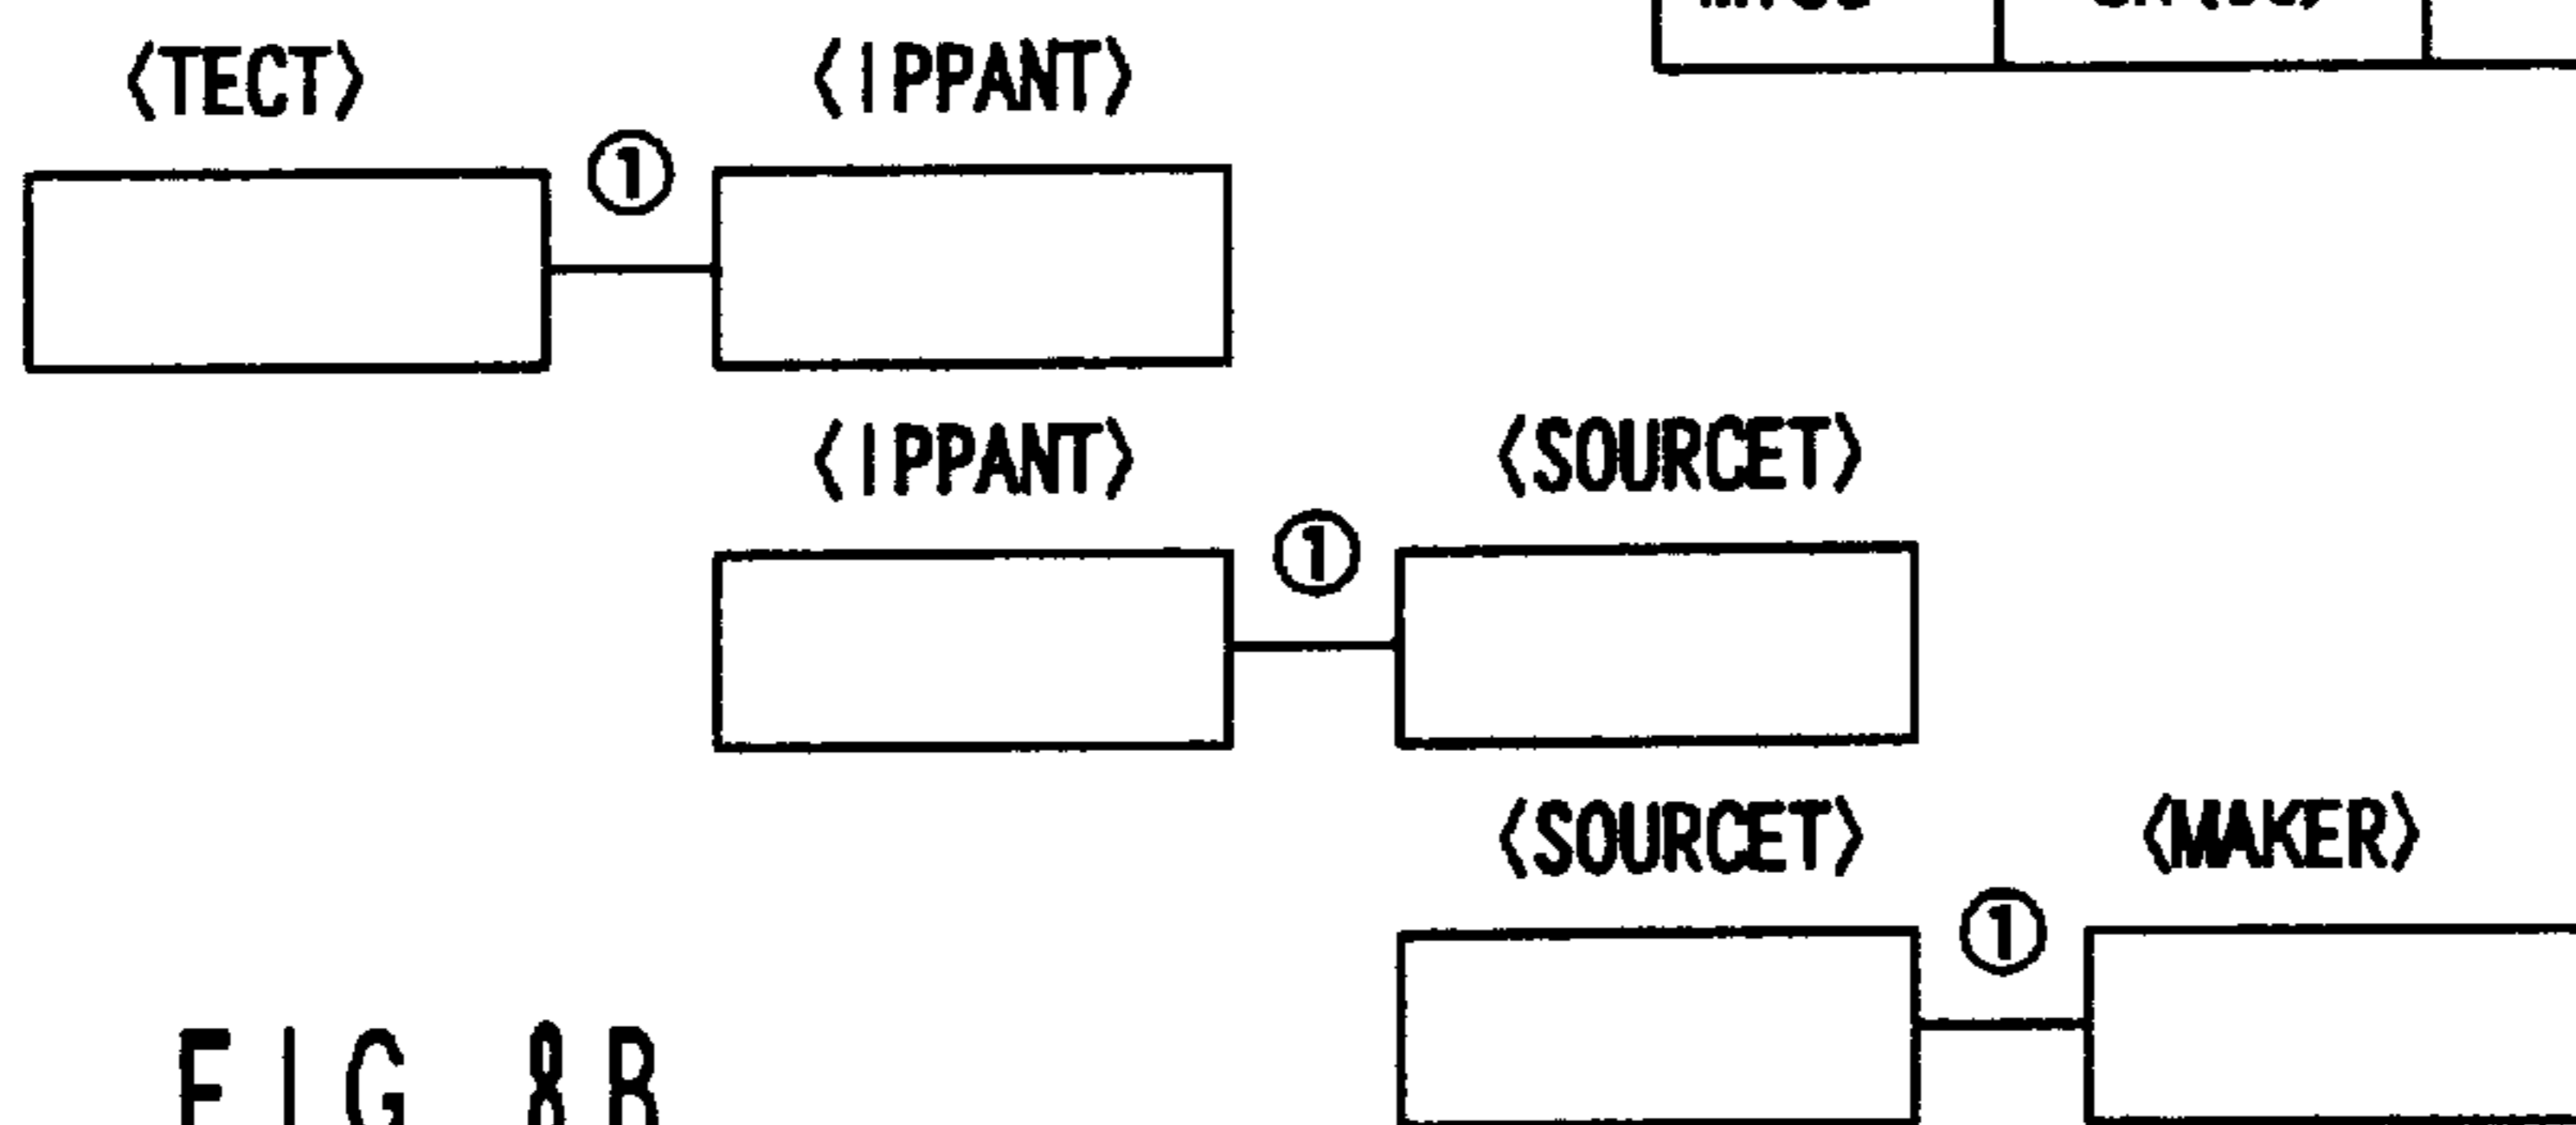 〈TECT〉 〈IPPANT〉
①
〈IPPANT〉 〈SOURCET〉
①
〈SOURCET〉 〈MAKER〉
①
FIG 8B